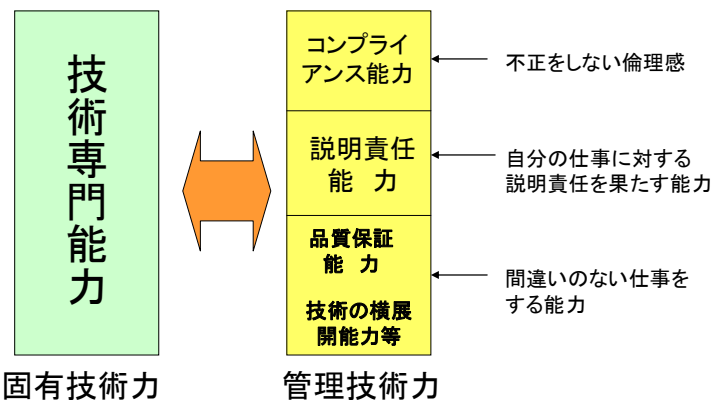 技術専門能力
コンプライ
アンス能力
説明責任
能 力
品質保証
能 力
技術の横展
開能力等
不正をしない倫理感
自分の仕事に対する
説明責任を果たす能力
間違いのない仕事を
する能力
固有技術力
管理技術力